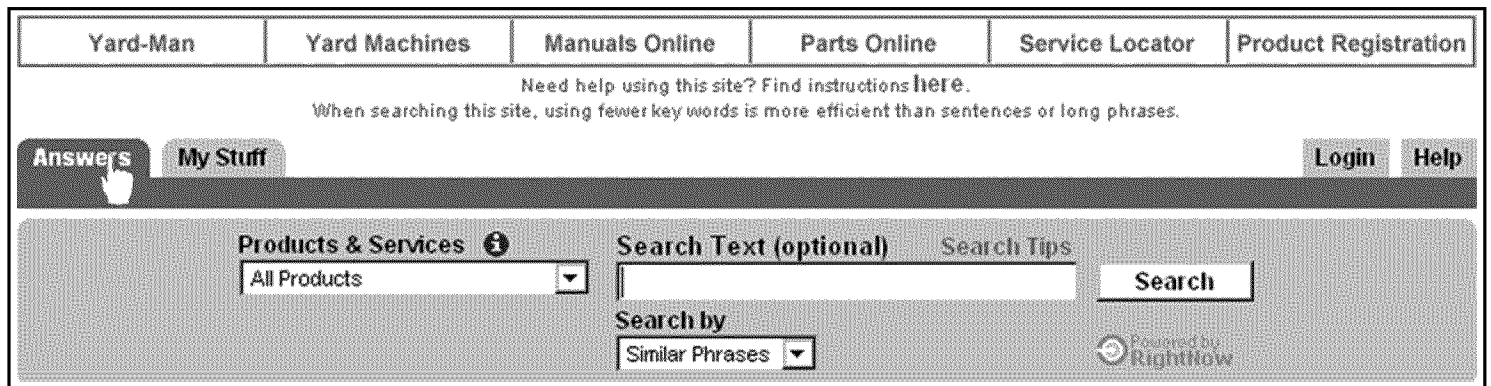 Yard-Man Yard Machines Manuals Online Parts Online Service Locator Product Registration
Need help using this site? Find instructions here.
When searching this site, using fewer key words is more efficient than sentences or long phrases.
Answers My Stuff Login Help
Products & Services Search Text (optional) Search Tips
All Products Search
Search by
Similar Phrases
Powered by
RightNow